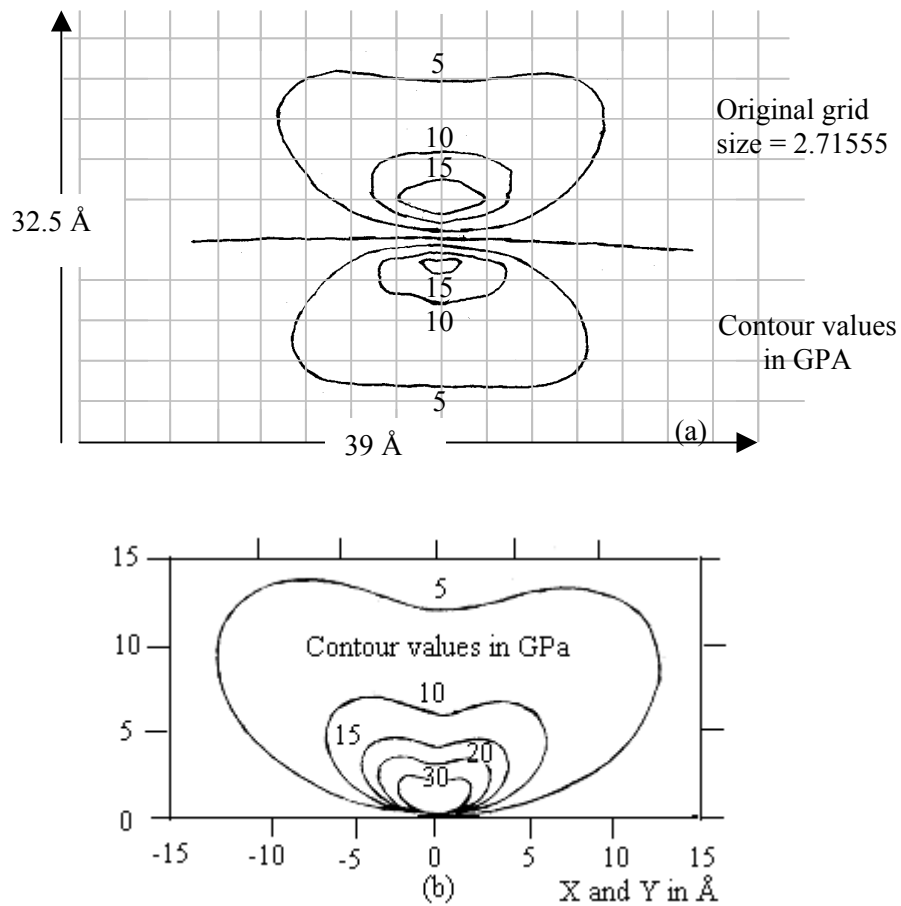 5
10
15
Original grid
size = 2.71555
32.5 Å
15
10
Contour values
in GPA
5
(a)
39 Å
15
5
10
Contour values in GPa
10
15
20
5
30
0
-15
-10
-5
0
5
10
15
(b)
X and Y in Å